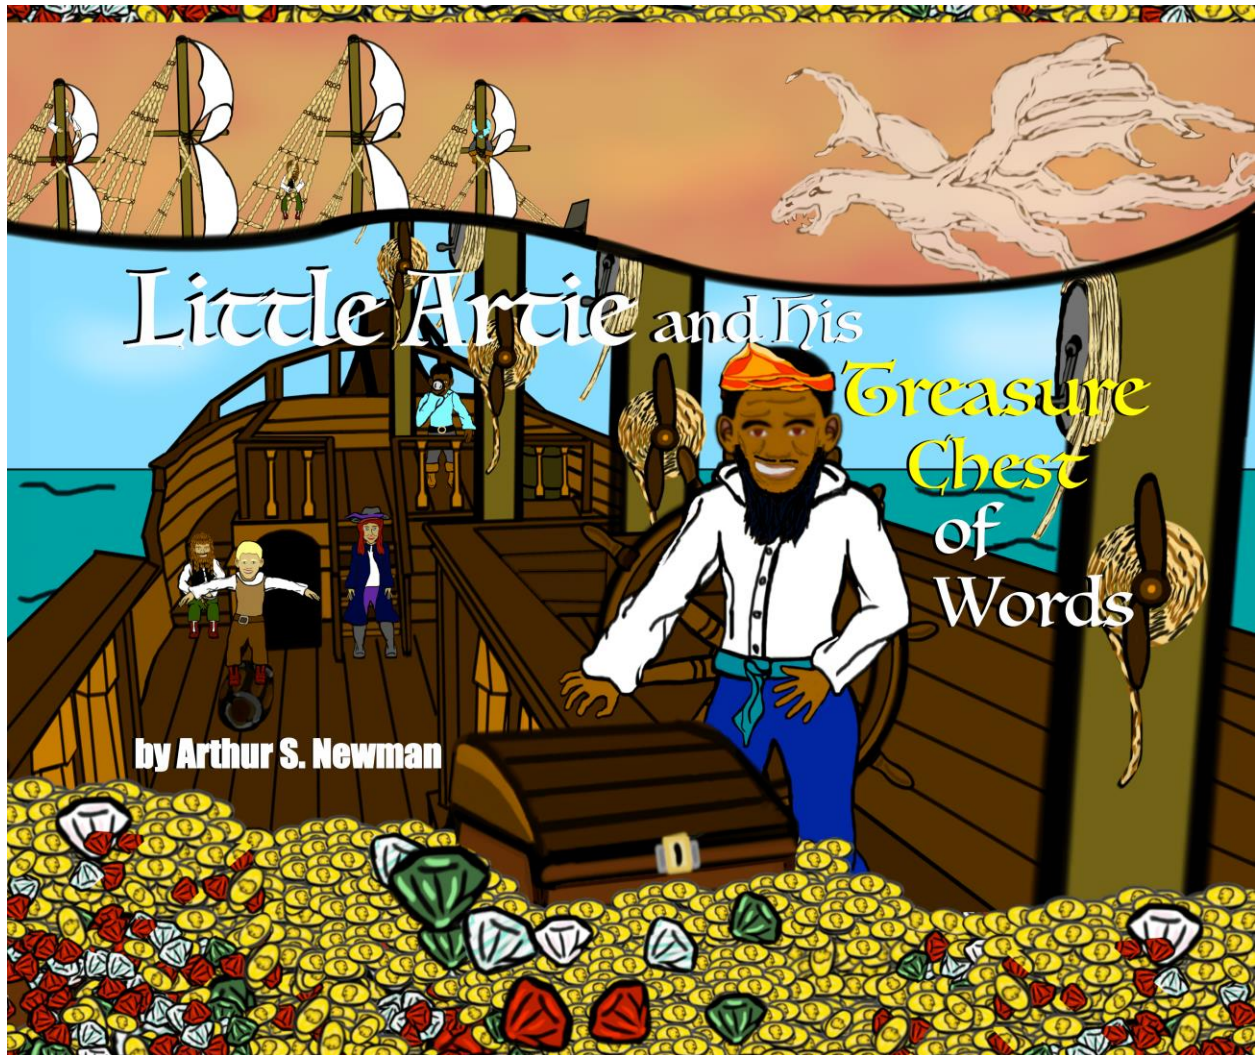 Little Artie and His
Treasure
Chest
of
Words
by Arthur S. Newman